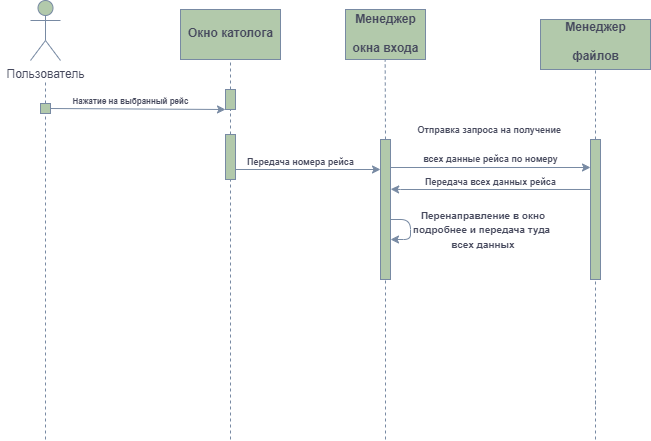 Пользователь
Окно католога
Менеджер
окна входа
Менеджер
файлов
Нажатие на выбранный рейс
Передача номера рейса
Отправка запроса на получение
всех данные рейса по номеру
Передача всех данных рейса
Перенаправление в окно
подробнее и передача туда
всех данных